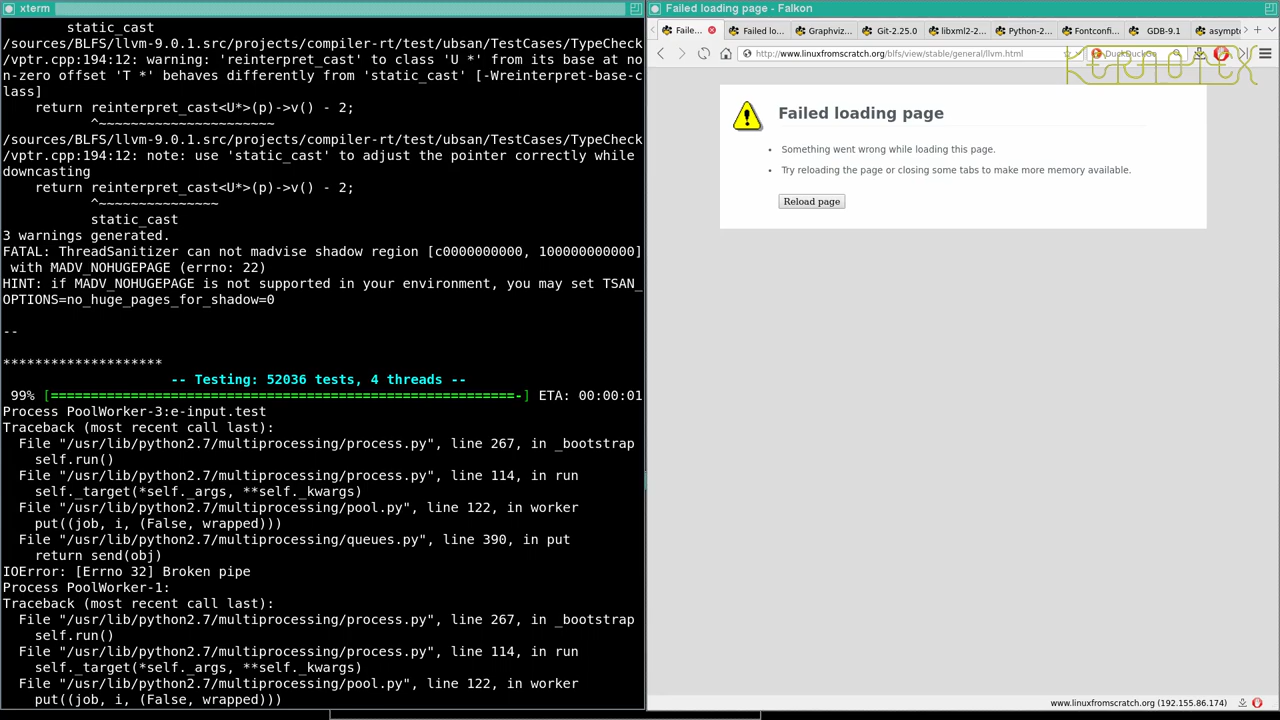 xterm
static_cast
/sources/BLFS/llvm-9.0.1.src/projects/compiler-rt/test/ubsan/TestCases/TypeCheck
/vptr.cpp:194:12: warning: 'reinterpret_cast' to class 'U *' from its base at no
n-zero offset 'T *' behaves differently from 'static_cast' [-Wreinterpret-base-c
lass]
    return reinterpret_cast<U*>(p)->v() - 2;
           ^~~~~~~~~~~~~~~~~~~~~~~
/sources/BLFS/llvm-9.0.1.src/projects/compiler-rt/test/ubsan/TestCases/TypeCheck
/vptr.cpp:194:12: note: use 'static_cast' to adjust the pointer correctly while
downcasting
    return reinterpret_cast<U*>(p)->v() - 2;
           ^~~~~~~~~~~~~~~~
           static_cast
3 warnings generated.
FATAL: ThreadSanitizer can not madvise shadow region [c0000000000, 100000000000]
 with MADV_NOHUGEPAGE (errno: 22)
HINT: if MADV_NOHUGEPAGE is not supported in your environment, you may set TSAN_
OPTIONS=no_huge_pages_for_shadow=0
--
********************
-- Testing: 52036 tests, 4 threads --
99% [==========================================================-] ETA: 00:00:01
Process PoolWorker-3:e-input.test
Traceback (most recent call last):
  File "/usr/lib/python2.7/multiprocessing/process.py", line 267, in _bootstrap
    self.run()
  File "/usr/lib/python2.7/multiprocessing/process.py", line 114, in run
    self._target(*self._args, **self._kwargs)
  File "/usr/lib/python2.7/multiprocessing/pool.py", line 122, in worker
    put((job, i, (False, wrapped)))
  File "/usr/lib/python2.7/multiprocessing/queues.py", line 390, in put
    return send(obj)
IOError: [Errno 32] Broken pipe
Process PoolWorker-1:
Traceback (most recent call last):
  File "/usr/lib/python2.7/multiprocessing/process.py", line 267, in _bootstrap
    self.run()
  File "/usr/lib/python2.7/multiprocessing/process.py", line 114, in run
    self._target(*self._args, **self._kwargs)
  File "/usr/lib/python2.7/multiprocessing/pool.py", line 122, in worker
    put((job, i, (False, wrapped)))
Failed loading page - Falkon
Faile... Failed lo... Graphviz... Git-2.25.0 libxml2-2... Python-2... Fontconfi... GDB-9.1 asympt
http://www.linuxfromscratch.org/blfs/view/stable/general/llvm.html DuckDuckGo
Failed loading page
• Something went wrong while loading this page.
• Try reloading the page or closing some tabs to make more memory available.
Reload page
www.linuxfromscratch.org (192.155.86.174)